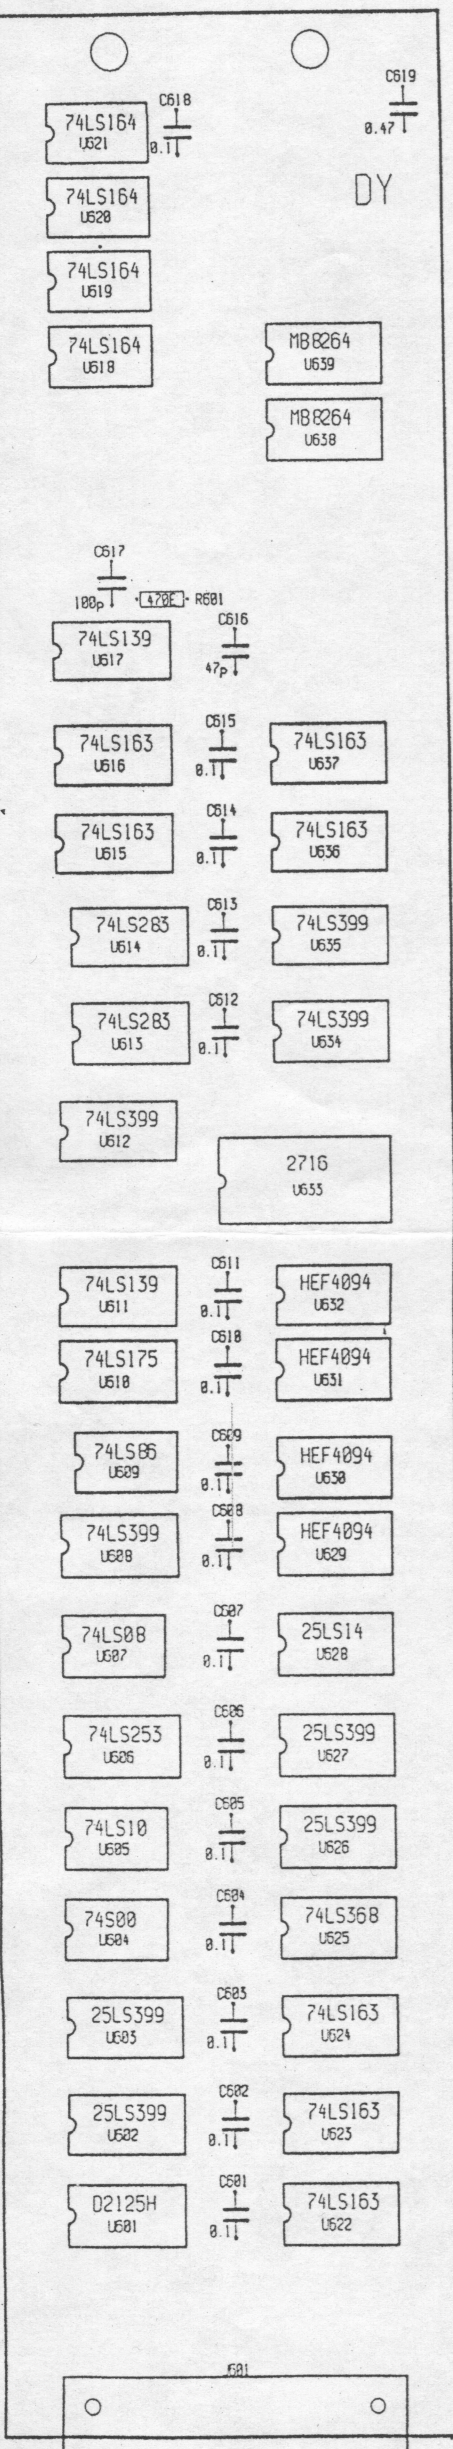 C619
C618
74LS164
U621
0.1
0.47
74LS164
U620
DY
74LS164
U619
74LS164
U618
MB8264
U639
MB8264
U638
C617
100p
470E
R601
C616
74LS139
U617
47p
C615
74LS163
U616
0.1
74LS163
U637
C614
74LS163
U615
0.1
74LS163
U636
C613
74LS283
U614
0.1
74LS399
U635
C612
74LS283
U613
0.1
74LS399
U634
74LS399
U612
2716
U633
C611
74LS139
U611
0.1
HEF4094
U632
C610
74LS175
U610
0.1
HEF4094
U631
C609
74LS86
U609
0.1
HEF4094
U630
C608
74LS399
U608
0.1
HEF4094
U629
C607
74LS08
U607
0.1
25LS14
U628
C606
74LS253
U606
0.1
25LS399
U627
C605
74LS10
U605
0.1
25LS399
U626
C604
74S00
U604
0.1
74LS368
U625
C603
25LS399
U603
0.1
74LS163
U624
C602
25LS399
U602
0.1
74LS163
U623
C601
D2125H
U601
0.1
74LS163
U622
J601